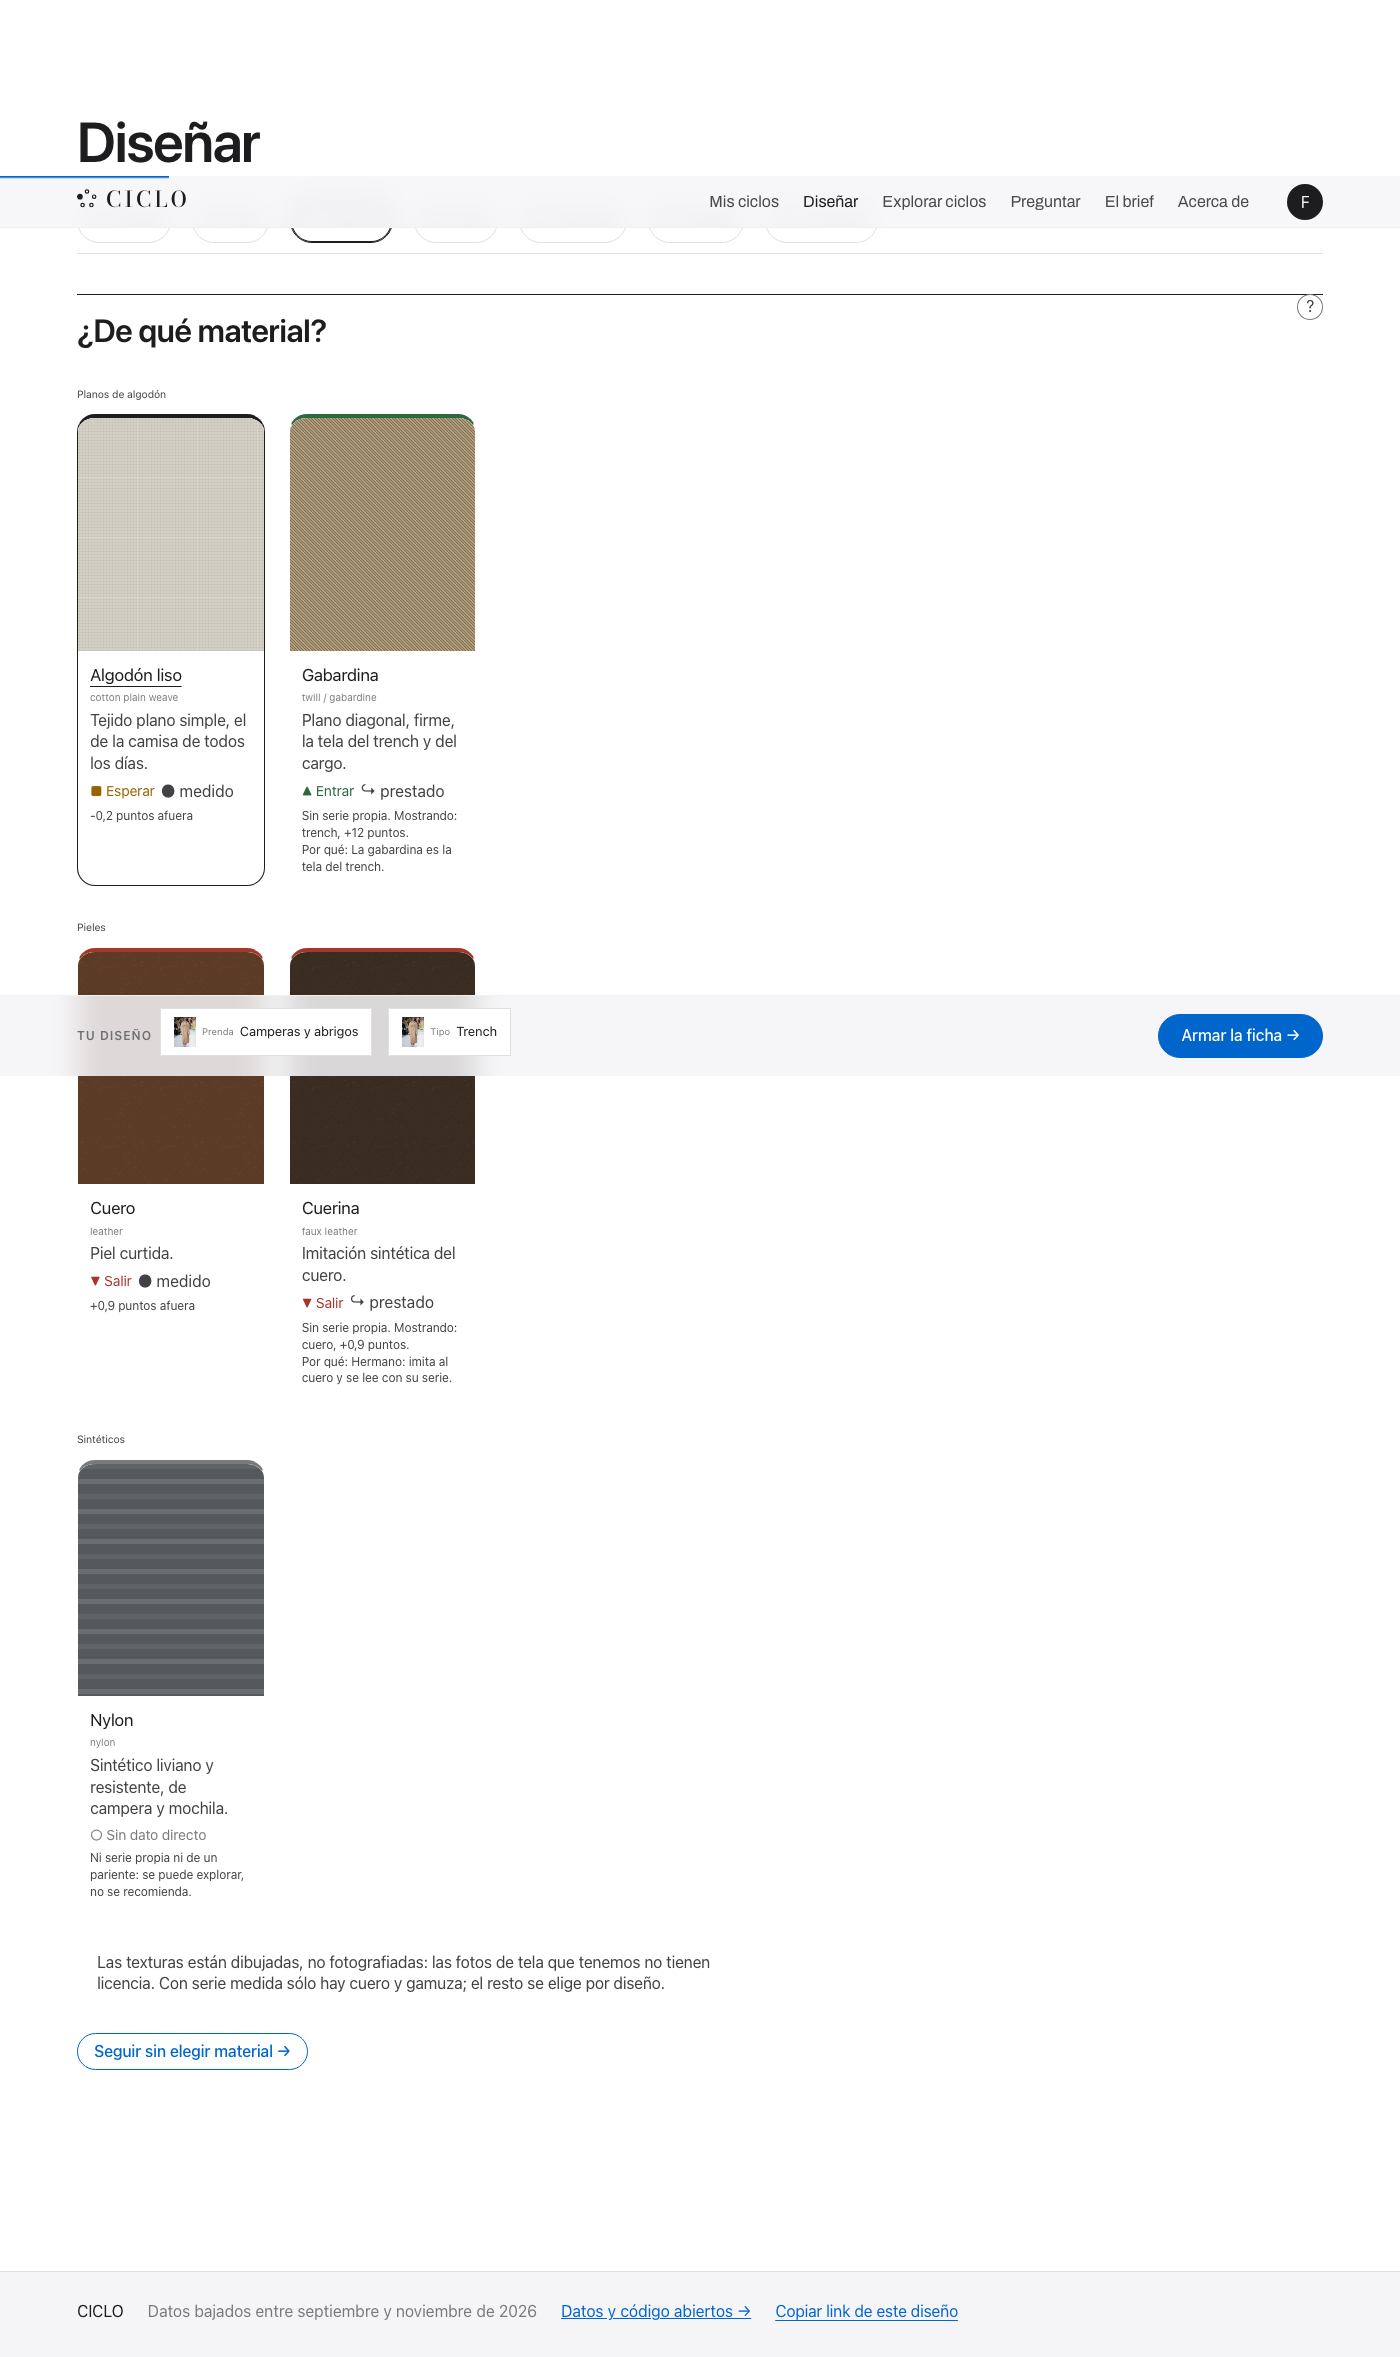 Diseñar
CICLO
Mis ciclos
Diseñar
Explorar ciclos
Preguntar
El brief
Acerca de
F
?
¿De qué material?
Planos de algodón
Algodón liso
cotton plain weave
Tejido plano simple, el
de la camisa de todos
los días.
Esperar
medido
-0,2 puntos afuera
Gabardina
twill / gabardine
Plano diagonal, firme,
la tela del trench y del
cargo.
Entrar
prestado
Sin serie propia. Mostrando:
trench, +12 puntos.
Por qué: La gabardina es la
tela del trench.
Pieles
TU DISEÑO
Prenda Camperas y abrigos
Tipo Trench
Armar la ficha →
Cuero
leather
Piel curtida.
Salir
medido
+0,9 puntos afuera
Cuerina
faux leather
Imitación sintética del
cuero.
Salir
prestado
Sin serie propia. Mostrando:
cuero, +0,9 puntos.
Por qué: Hermano: imita al
cuero y se lee con su serie.
Sintéticos
Nylon
nylon
Sintético liviano y
resistente, de
campera y mochila.
Sin dato directo
Ni serie propia ni de un
pariente: se puede explorar,
no se recomienda.
Las texturas están dibujadas, no fotografiadas: las fotos de tela que tenemos no tienen
licencia. Con serie medida sólo hay cuero y gamuza; el resto se elige por diseño.
Seguir sin elegir material →
CICLO
Datos bajados entre septiembre y noviembre de 2026
Datos y código abiertos →
Copiar link de este diseño